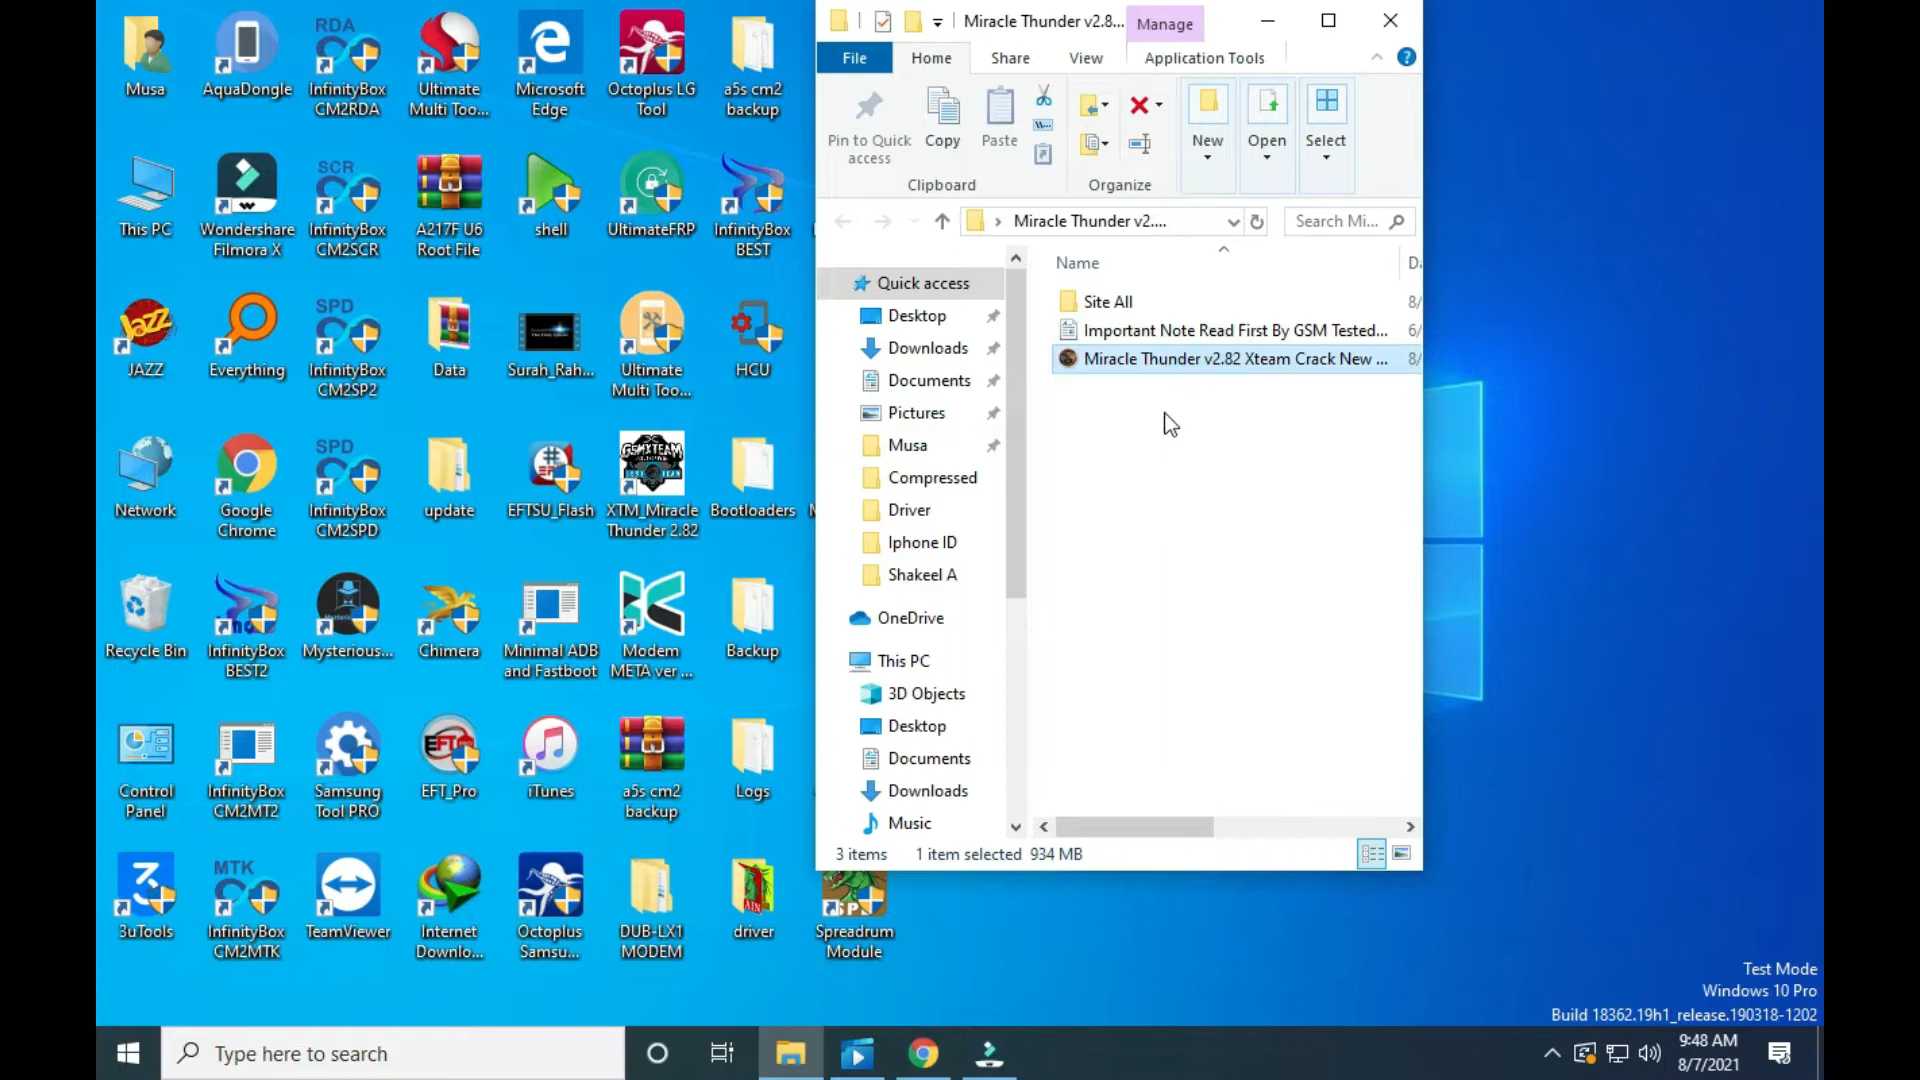 Musa
AquaDongle
RDA
InfinityBox
CM2RDA
Ultimate
Multi Too...
Microsoft
Edge
Octoplus LG
Tool
a5s cm2
backup
This PC
Wondershare
Filmora X
SCR
InfinityBox
CM2SCR
A217F U6
Root File
shell
UltimateFRP
InfinityBox
BEST
Jazz
JAZZ
Everything
SPD
InfinityBox
CM2SP2
Data
Surah_Rah...
Ultimate
Multi Too...
HCU
Network
Google
Chrome
SPD
InfinityBox
CM2SPD
update
EFTSU_Flash
GSMXTEAM
XTM_Miracle
Thunder 2.82
Bootloaders
Recycle Bin
InfinityBox
BEST2
Mysterious...
Chimera
Minimal ADB
and Fastboot
Modem
META ver ...
Backup
Control
Panel
InfinityBox
CM2MT2
Samsung
Tool PRO
EFT
EFT_Pro
iTunes
a5s cm2
backup
Logs
3uTools
MTK
InfinityBox
CM2MTK
TeamViewer
Internet
Downlo...
Octoplus
Samsu...
DUB-LX1
MODEM
driver
Spreadrum
Module
Miracle Thunder v2.8...
Manage
File
Home
Share
View
Application Tools
Pin to Quick
access
Copy
Paste
New
Open
Select
Clipboard
Organize
Miracle Thunder v2....
Search Mi...
Quick access
Desktop
Downloads
Documents
Pictures
Musa
Compressed
Driver
Iphone ID
Shakeel A
OneDrive
This PC
3D Objects
Desktop
Documents
Downloads
Music
Name
Site All
8/
Important Note Read First By GSM Tested...
6/
Miracle Thunder v2.82 Xteam Crack New ...
8/
3 items
1 item selected 934 MB
Test Mode
Windows 10 Pro
Build 18362.19h1_release.190318-1202
Type here to search
9:48 AM
8/7/2021